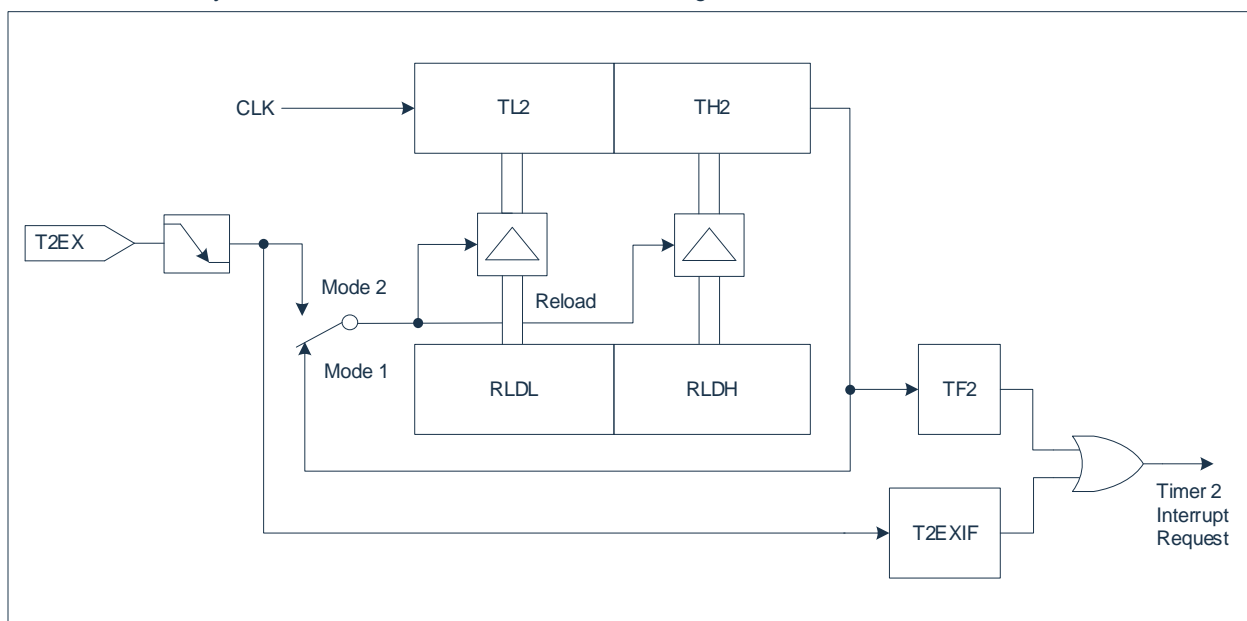 CLK
TL2
TH2
T2EX
Mode 2
Reload
Mode 1
RLDL
RLDH
TF2
T2EXIF
Timer 2
Interrupt
Request